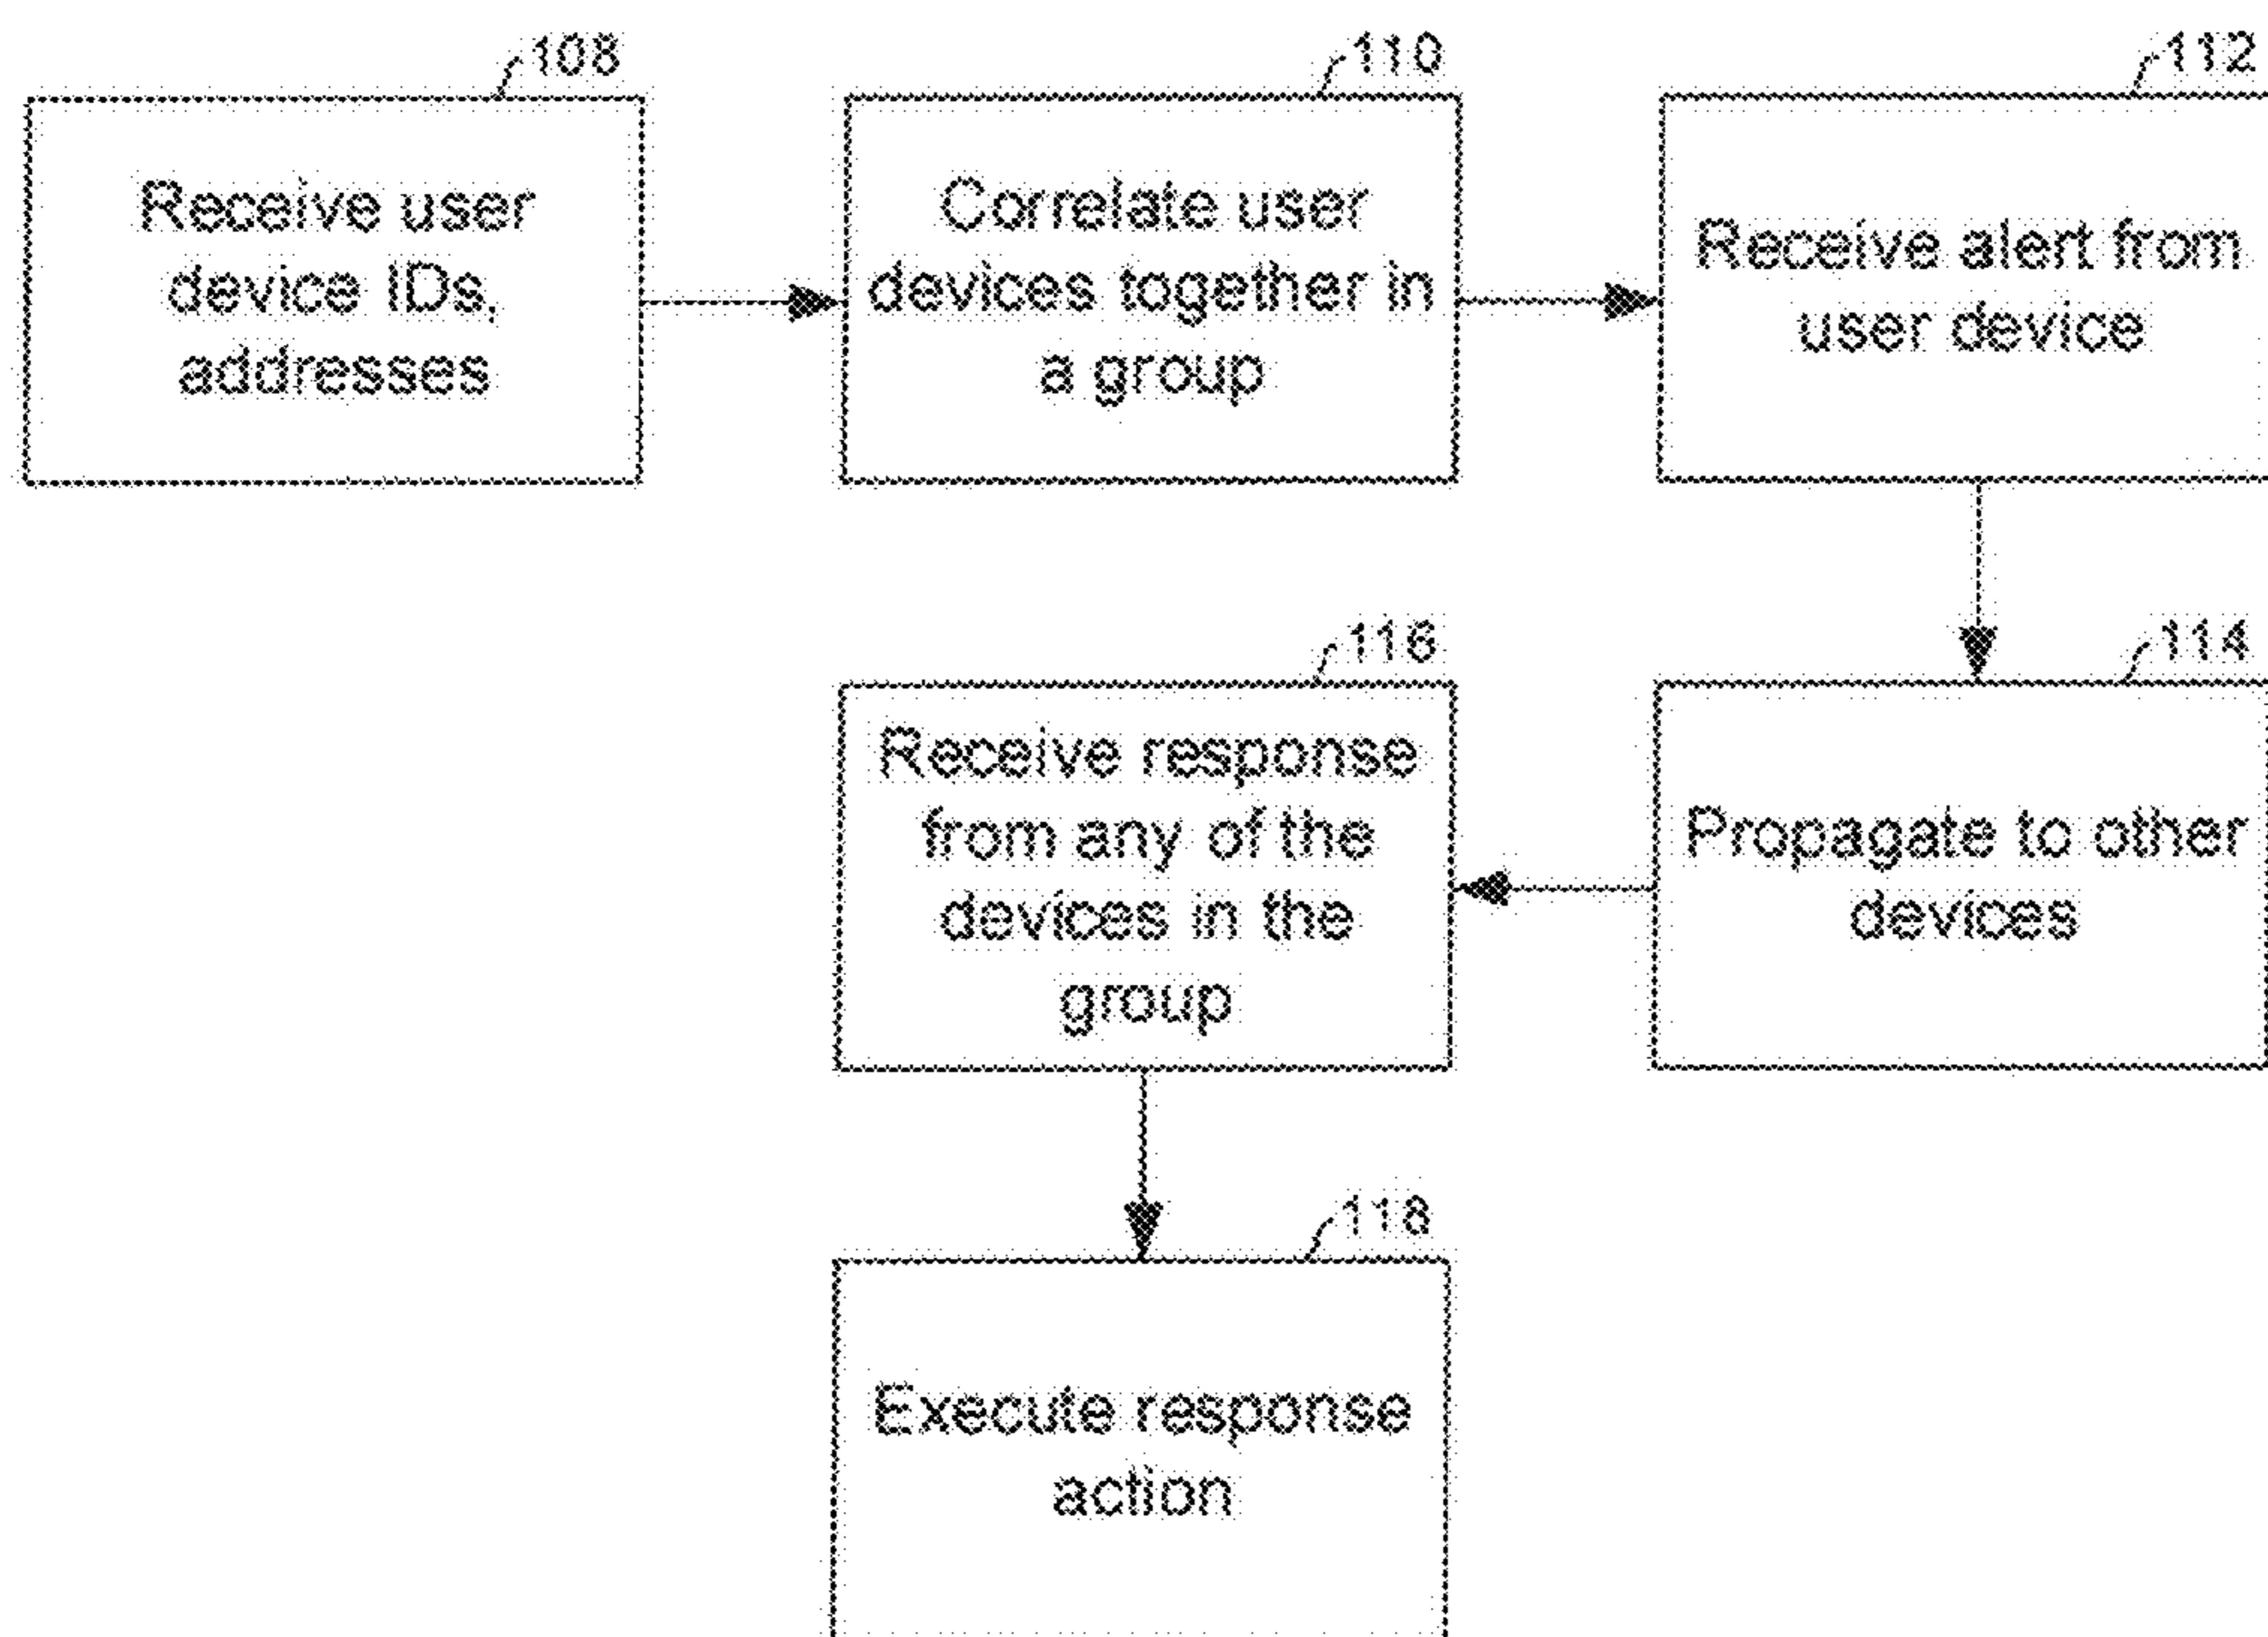 108
Receive user
device IDs,
addresses
110
Correlate user
devices together in
a group
112
Receive alert from
user device
114
Propagate to other
devices
116
Receive response
from any of the
devices in the
group
118
Execute response
action